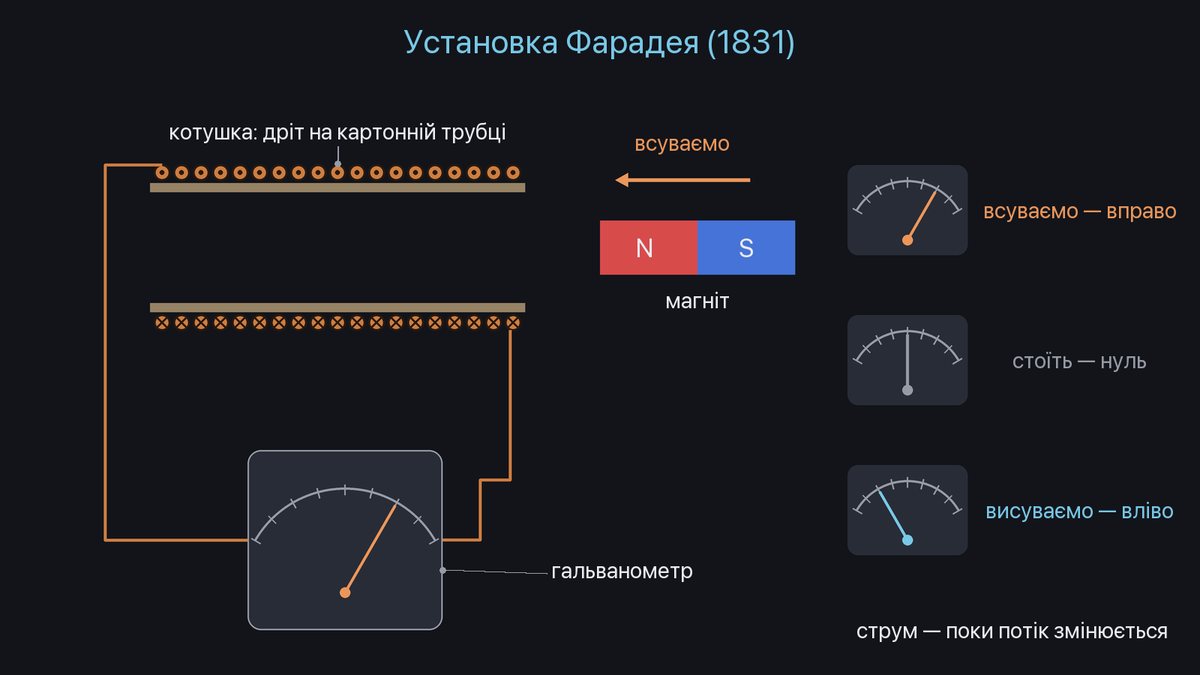 Установка Фарадея (1831)
котушка: дріт на картонній трубці
всуваємо
N S
магніт
всуваємо — вправо
стоїть — нуль
висуваємо — вліво
гальванометр
струм — поки потік змінюється